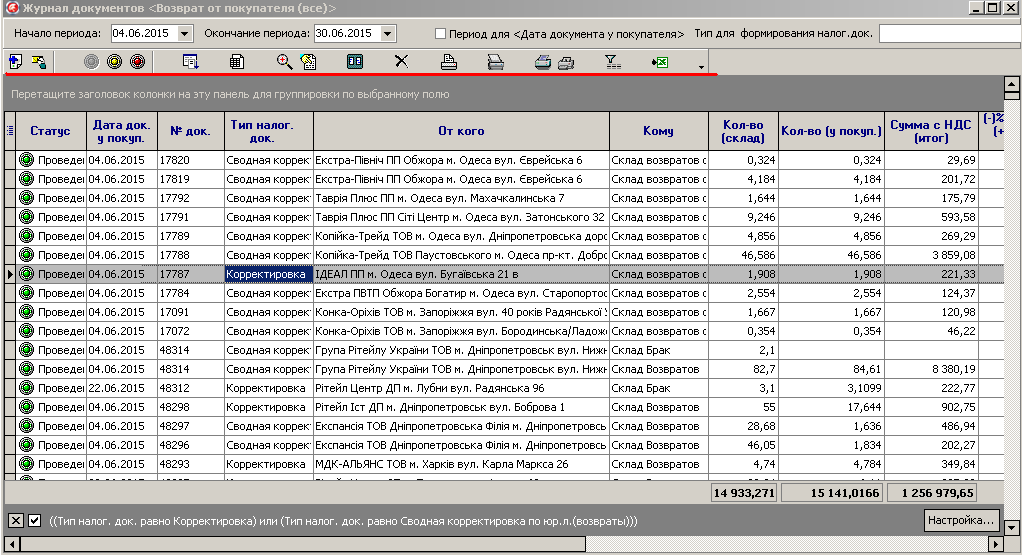 Журнал документов <Возврат от покупателя (все)>
Начало периода: 04.06.2015 Окончание периода: 30.06.2015 Период для <Дата документа у покупателя> Тип для формирования налог.док.
Перетащите заголовок колонки на эту панель для группировки по выбранному полю
Статус Дата док. у покуп. № док. Тип налог. док. От кого Кому Кол-во (склад) Кол-во (у покуп.) Сумма с НДС (итог) (-)% (+
Проведен 04.06.2015 17820 Сводная коррект Екстра-Північ ПП Обжора м. Одеса вул. Єврейська 6 Склад возвратов с 0,324 0,324 29,69
Проведен 04.06.2015 17819 Сводная коррект Екстра-Північ ПП Обжора м. Одеса вул. Єврейська 6 Склад возвратов с 4,184 4,184 201,72
Проведен 04.06.2015 17792 Сводная коррект Таврія Плюс ПП м. Одеса вул. Махачкалинська 7 Склад возвратов с 1,644 1,644 175,79
Проведен 04.06.2015 17791 Сводная коррект Таврія Плюс ПП Сіті Центр м. Одеса вул. Затонського 32 Склад возвратов с 9,246 9,246 593,58
Проведен 04.06.2015 17789 Сводная коррект Копійка-Трейд ТОВ м. Одеса вул. Дніпропетровська доро Склад возвратов с 4,856 4,856 269,29
Проведен 04.06.2015 17788 Сводная коррект Копійка-Трейд ТОВ Паустовського м. Одеса пр-кт. Добро Склад возвратов с 46,586 46,586 3 859,08
Проведен 04.06.2015 17787 Корректировка ІДЕАЛ ПП м. Одеса вул. Бугаївська 21 в Склад возвратов с 1,908 1,908 221,33
Проведен 04.06.2015 17784 Сводная коррект Екстра ПВТП Обжора Богатир м. Одеса вул. Старопортоф Склад возвратов с 2,554 2,554 124,37
Проведен 04.06.2015 17091 Сводная коррект Конка-Оріхів ТОВ м. Запоріжжя вул. 40 років Радянської У Склад возвратов с 1,667 1,667 120,98
Проведен 04.06.2015 17072 Сводная коррект Конка-Оріхів ТОВ м. Запоріжжя вул. Бородинська/Ладож Склад возвратов с 0,354 0,354 46,22
Проведен 04.06.2015 48314 Сводная коррект Група Рітейлу України ТОВ м. Дніпропетровськ вул. Нижн Склад Брак 2,1
Проведен 04.06.2015 48314 Сводная коррект Група Рітейлу України ТОВ м. Дніпропетровськ вул. Нижн Склад Возвратов 82,7 84,61 8 380,19
Проведен 22.06.2015 48312 Корректировка Рітейл Центр ДП м. Лубни вул. Радянська 96 Склад Брак 3,1 3,1099 222,77
Проведен 04.06.2015 48298 Корректировка Рітейл Іст ДП м. Дніпропетровськ вул. Боброва 1 Склад Возвратов 55 17,644 902,75
Проведен 04.06.2015 48297 Сводная коррект Експансія ТОВ Дніпропетровська Філія м. Дніпропетровсь Склад Возвратов 28,68 1,636 486,94
Проведен 04.06.2015 48296 Сводная коррект Експансія ТОВ Дніпропетровська Філія м. Дніпропетровсь Склад Возвратов 46,05 1,834 202,27
Проведен 04.06.2015 48293 Корректировка МДК-АЛЬЯНС ТОВ м. Харків вул. Карла Маркса 26 Склад Возвратов 4,74 4,784 349,84
14 933,271 15 141,0166 1 256 979,65
((Тип налог. док. равно Корректировка) или (Тип налог. док. равно Сводная корректировка по юр.л.(возвраты))) Настройка...